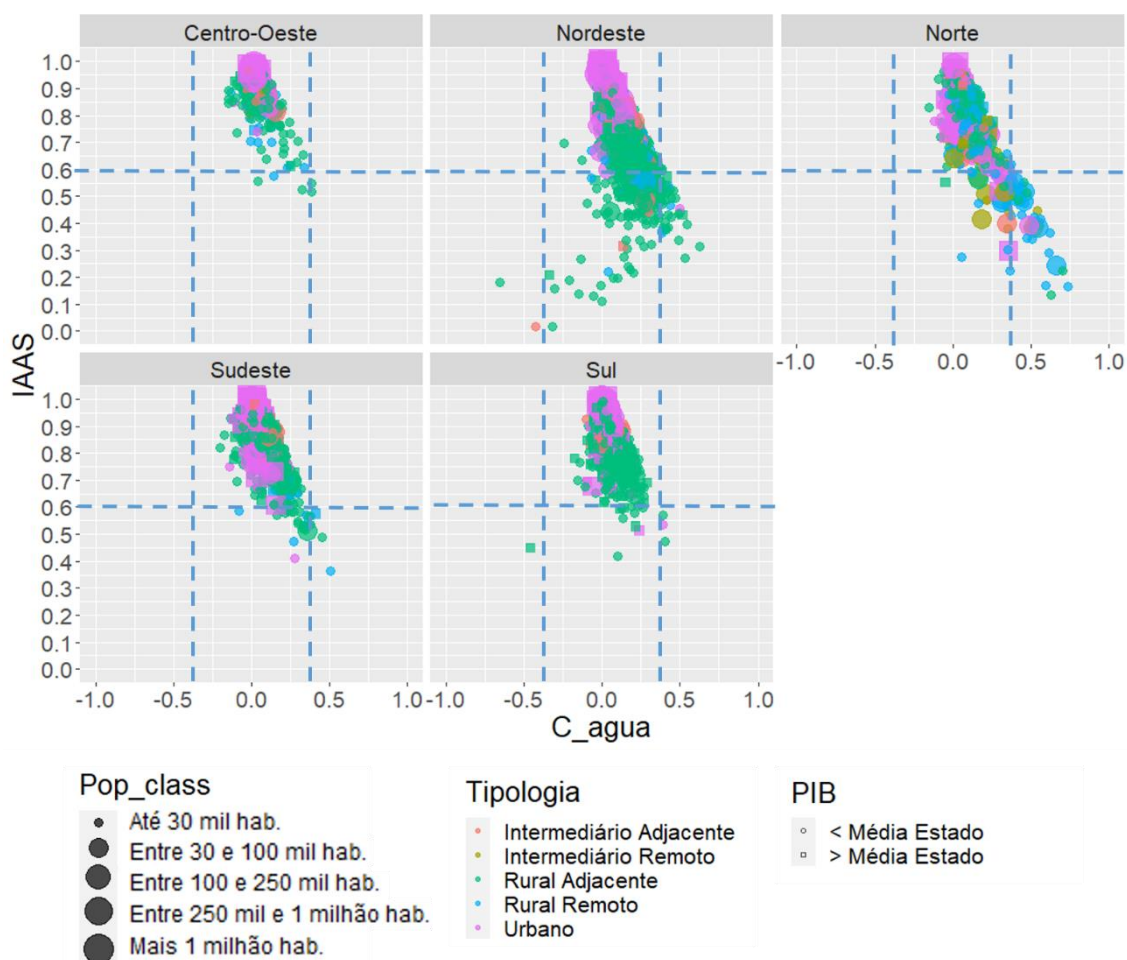 Centro-Oeste
Nordeste
Norte
1.0
0.9
0.8
0.7
0.6
0.5
0.4
0.3
0.2
0.1
0.0
-1.0 -0.5 0.0 0.5 1.0
IAAS
Sudeste
Sul
1.0
0.9
0.8
0.7
0.6
0.5
0.4
0.3
0.2
0.1
0.0
-1.0 -0.5 0.0 0.5 1.0
-1.0 -0.5 0.0 0.5 1.0
C_agua
Pop_class
Até 30 mil hab.
Entre 30 e 100 mil hab.
Entre 100 e 250 mil hab.
Entre 250 mil e 1 milhão hab.
Mais 1 milhão hab.
Tipologia
Intermediário Adjacente
Intermediário Remoto
Rural Adjacente
Rural Remoto
Urbano
PIB
< Média Estado
> Média Estado